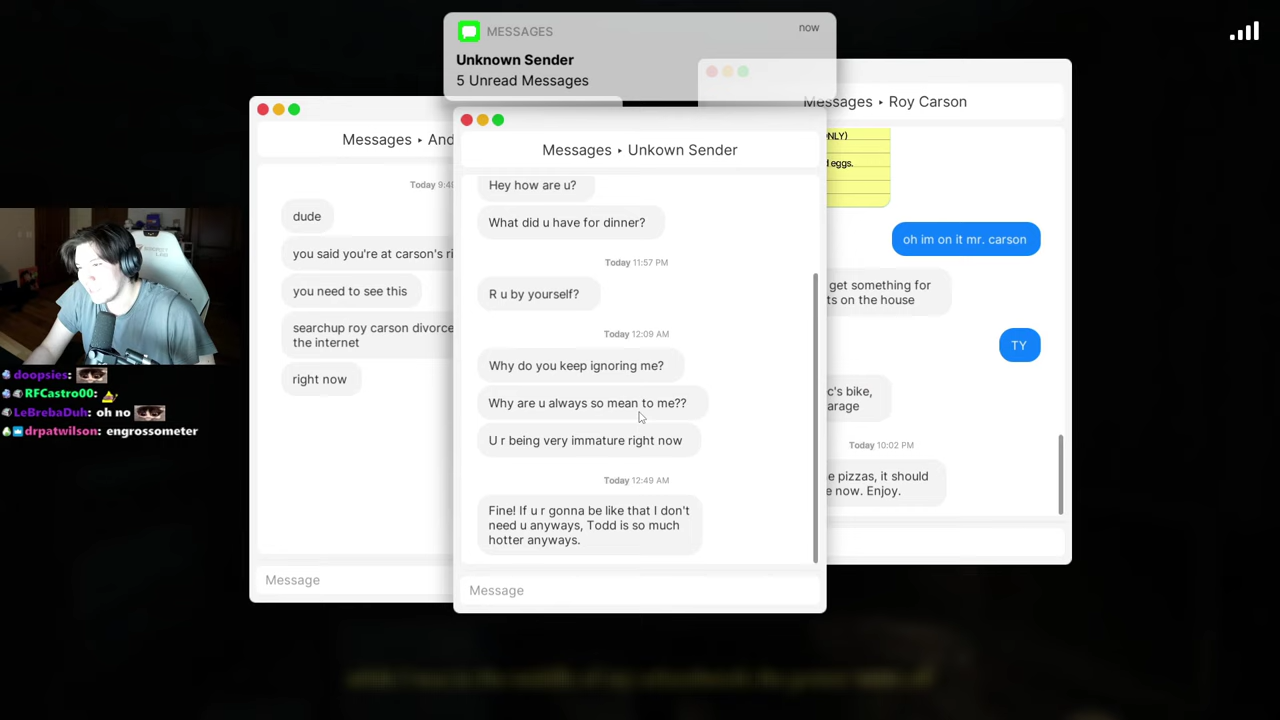 MESSAGES
now
Unknown Sender
5 Unread Messages
Messages ▸ And
Today 9:4
dude
you said you're at carson's ri
you need to see this
searchup roy carson divorce
the internet
right now
Message
Messages ▸ Unkown Sender
Hey how are u?
What did u have for dinner?
Today 11:57 PM
R u by yourself?
Today 12:09 AM
Why do you keep ignoring me?
Why are u always so mean to me??
U r being very immature right now
Today 12:49 AM
Fine! If u r gonna be like that I don't
need u anyways, Todd is so much
hotter anyways.
Message
Messages ▸ Roy Carson
NLY)
d eggs.
oh im on it mr. carson
get something for
ts on the house
TY
c's bike,
arage
Today 10:02 PM
e pizzas, it should
e now. Enjoy.
doopsies:
RFCastro00:
LeBrebaDuh: oh no
drpatwilson: engrossometer